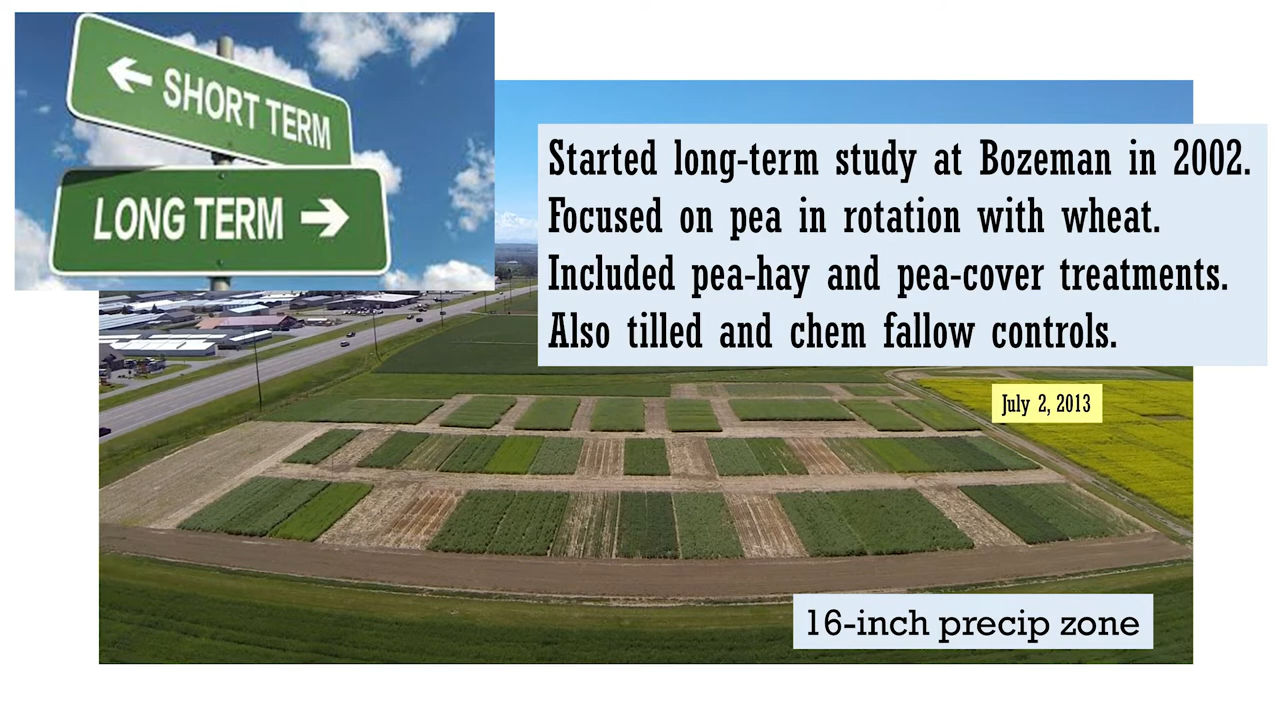 ← SHORT TERM
LONG TERM →
Started long-term study at Bozeman in 2002.
Focused on pea in rotation with wheat.
Included pea-hay and pea-cover treatments.
Also tilled and chem fallow controls.
July 2, 2013
16-inch precip zone